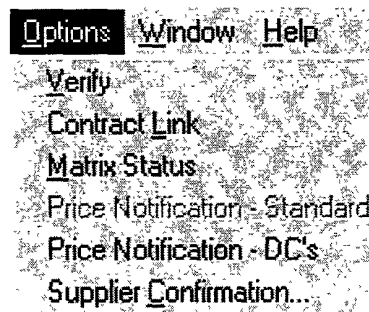 Options Window Help
Verify
Contract Link
Matrix Status
Price Notification - Standard
Price Notification - DC's
Supplier Confirmation...